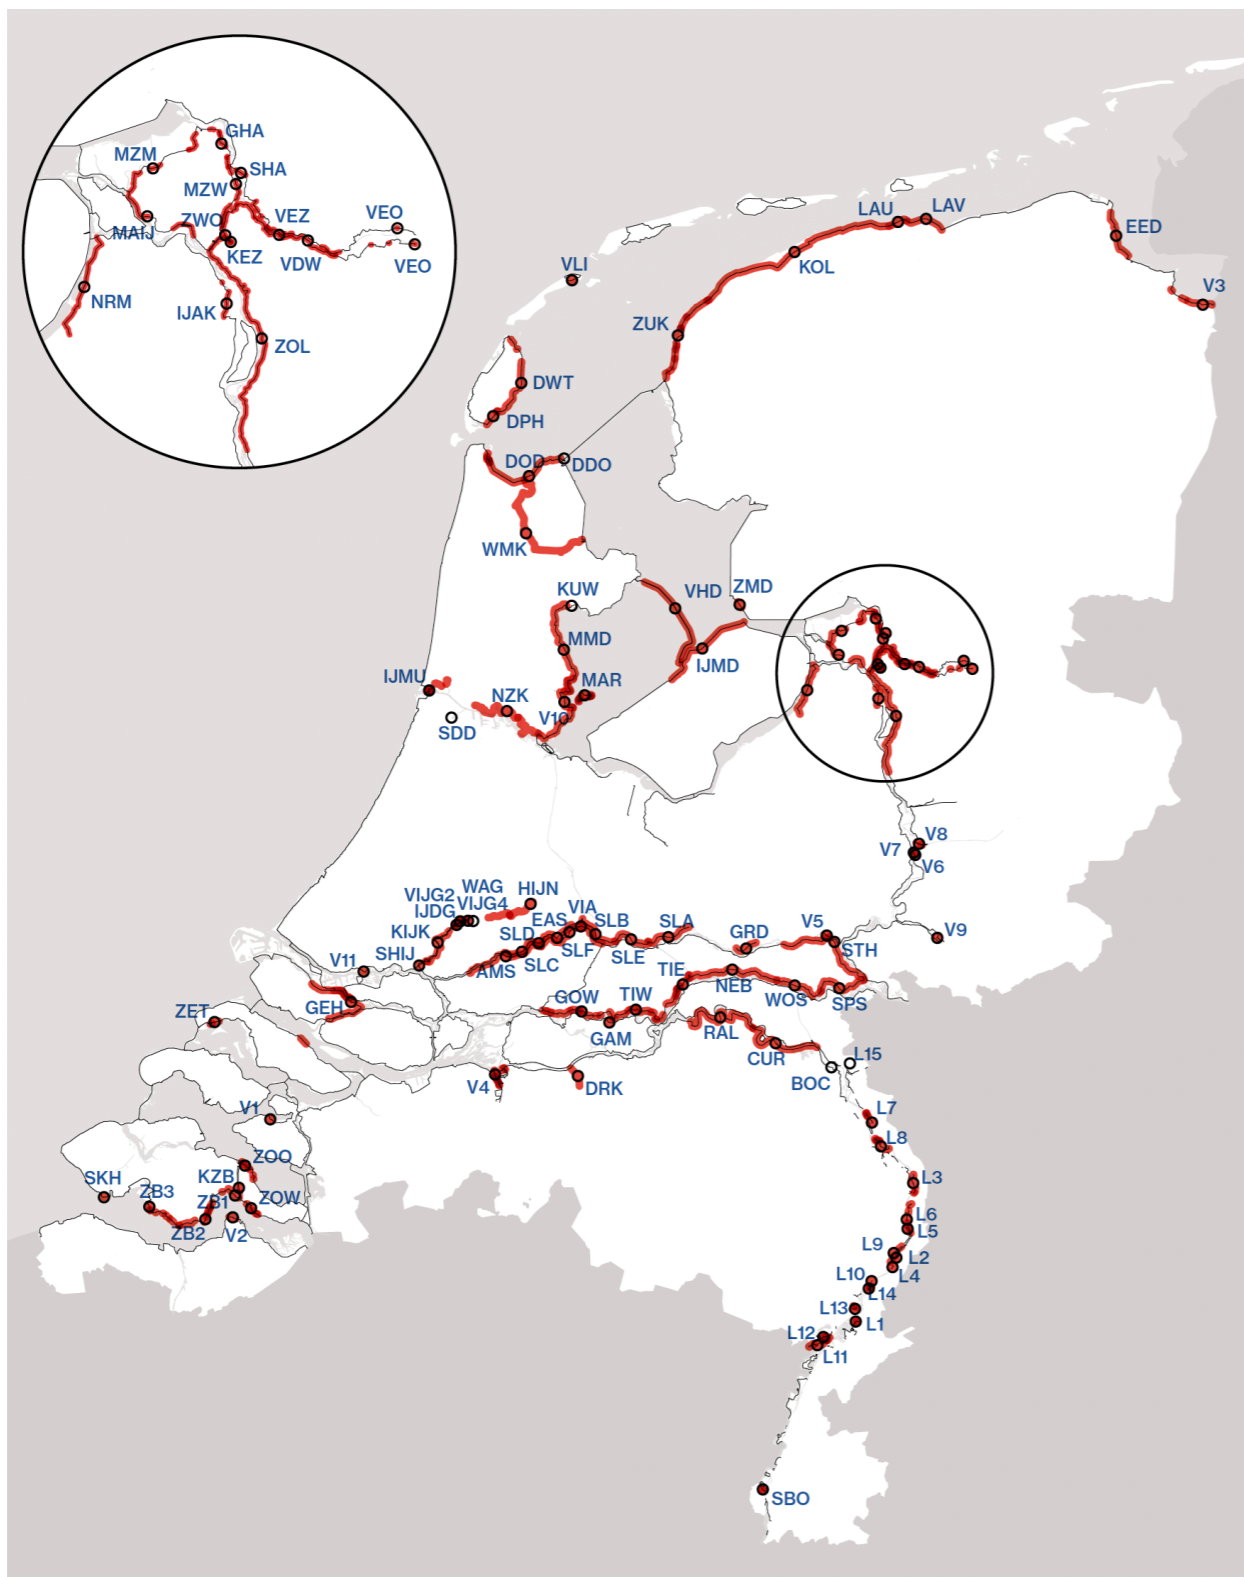 GHA
MZM
SHA
MZW
ZWO
VEZ
VEO
MAIJ
KEZ
VDW
VEO
NRM
IJAK
ZOL
LAU
LAV
EED
KOL
VLI
V3
ZUK
DWT
DPH
DOD
DDO
WMK
KUW
VHD
ZMD
MMD
IJMD
IJMU
MAR
NZK
V10
SDD
V8
V7
V6
VIJG2
WAG
HIJN
IJDG
VIJG4
VIA
EAS
SLB
SLA
KIJK
SLD
SLF
SLE
GRD
V5
V9
STH
SHIJ
AMS
SLC
V11
TIE
NEB
WOS
SPS
GEH
GOW
TIW
ZET
GAM
RAL
CUR
L15
BOC
V4
DRK
V1
L7
L8
ZOO
SKH
KZB
L3
ZB3
ZB1
ZOW
ZB2
V2
L6
L5
L9
L2
L4
L10
L14
L13
L1
L12
L11
SBO